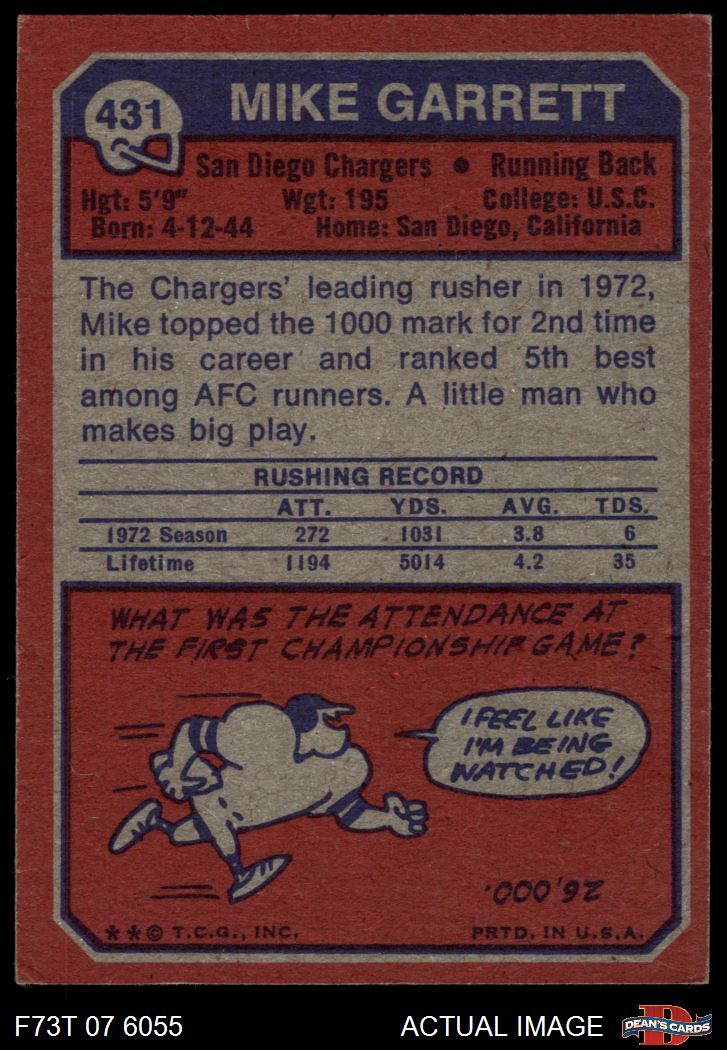 431
MIKE GARRETT
San Diego Chargers • Running Back
Hgt: 5'9" Wgt: 195 College: U.S.C.
Born: 4-12-44 Home: San Diego, California
The Chargers' leading rusher in 1972,
Mike topped the 1000 mark for 2nd time
in his career and ranked 5th best
among AFC runners. A little man who
makes big play.
RUSHING RECORD
ATT. YDS. AVG. TDS.
1972 Season 272 1031 3.8 6
Lifetime 1194 5014 4.2 35
WHAT WAS THE ATTENDANCE AT
THE FIRST CHAMPIONSHIP GAME?
I FEEL LIKE
I'M BEING
WATCHED!
26,000.
**© T.C.G., INC. PRTD. IN U.S.A.
F73T 07 6055 ACTUAL IMAGE
D
DEAN'S CARDS